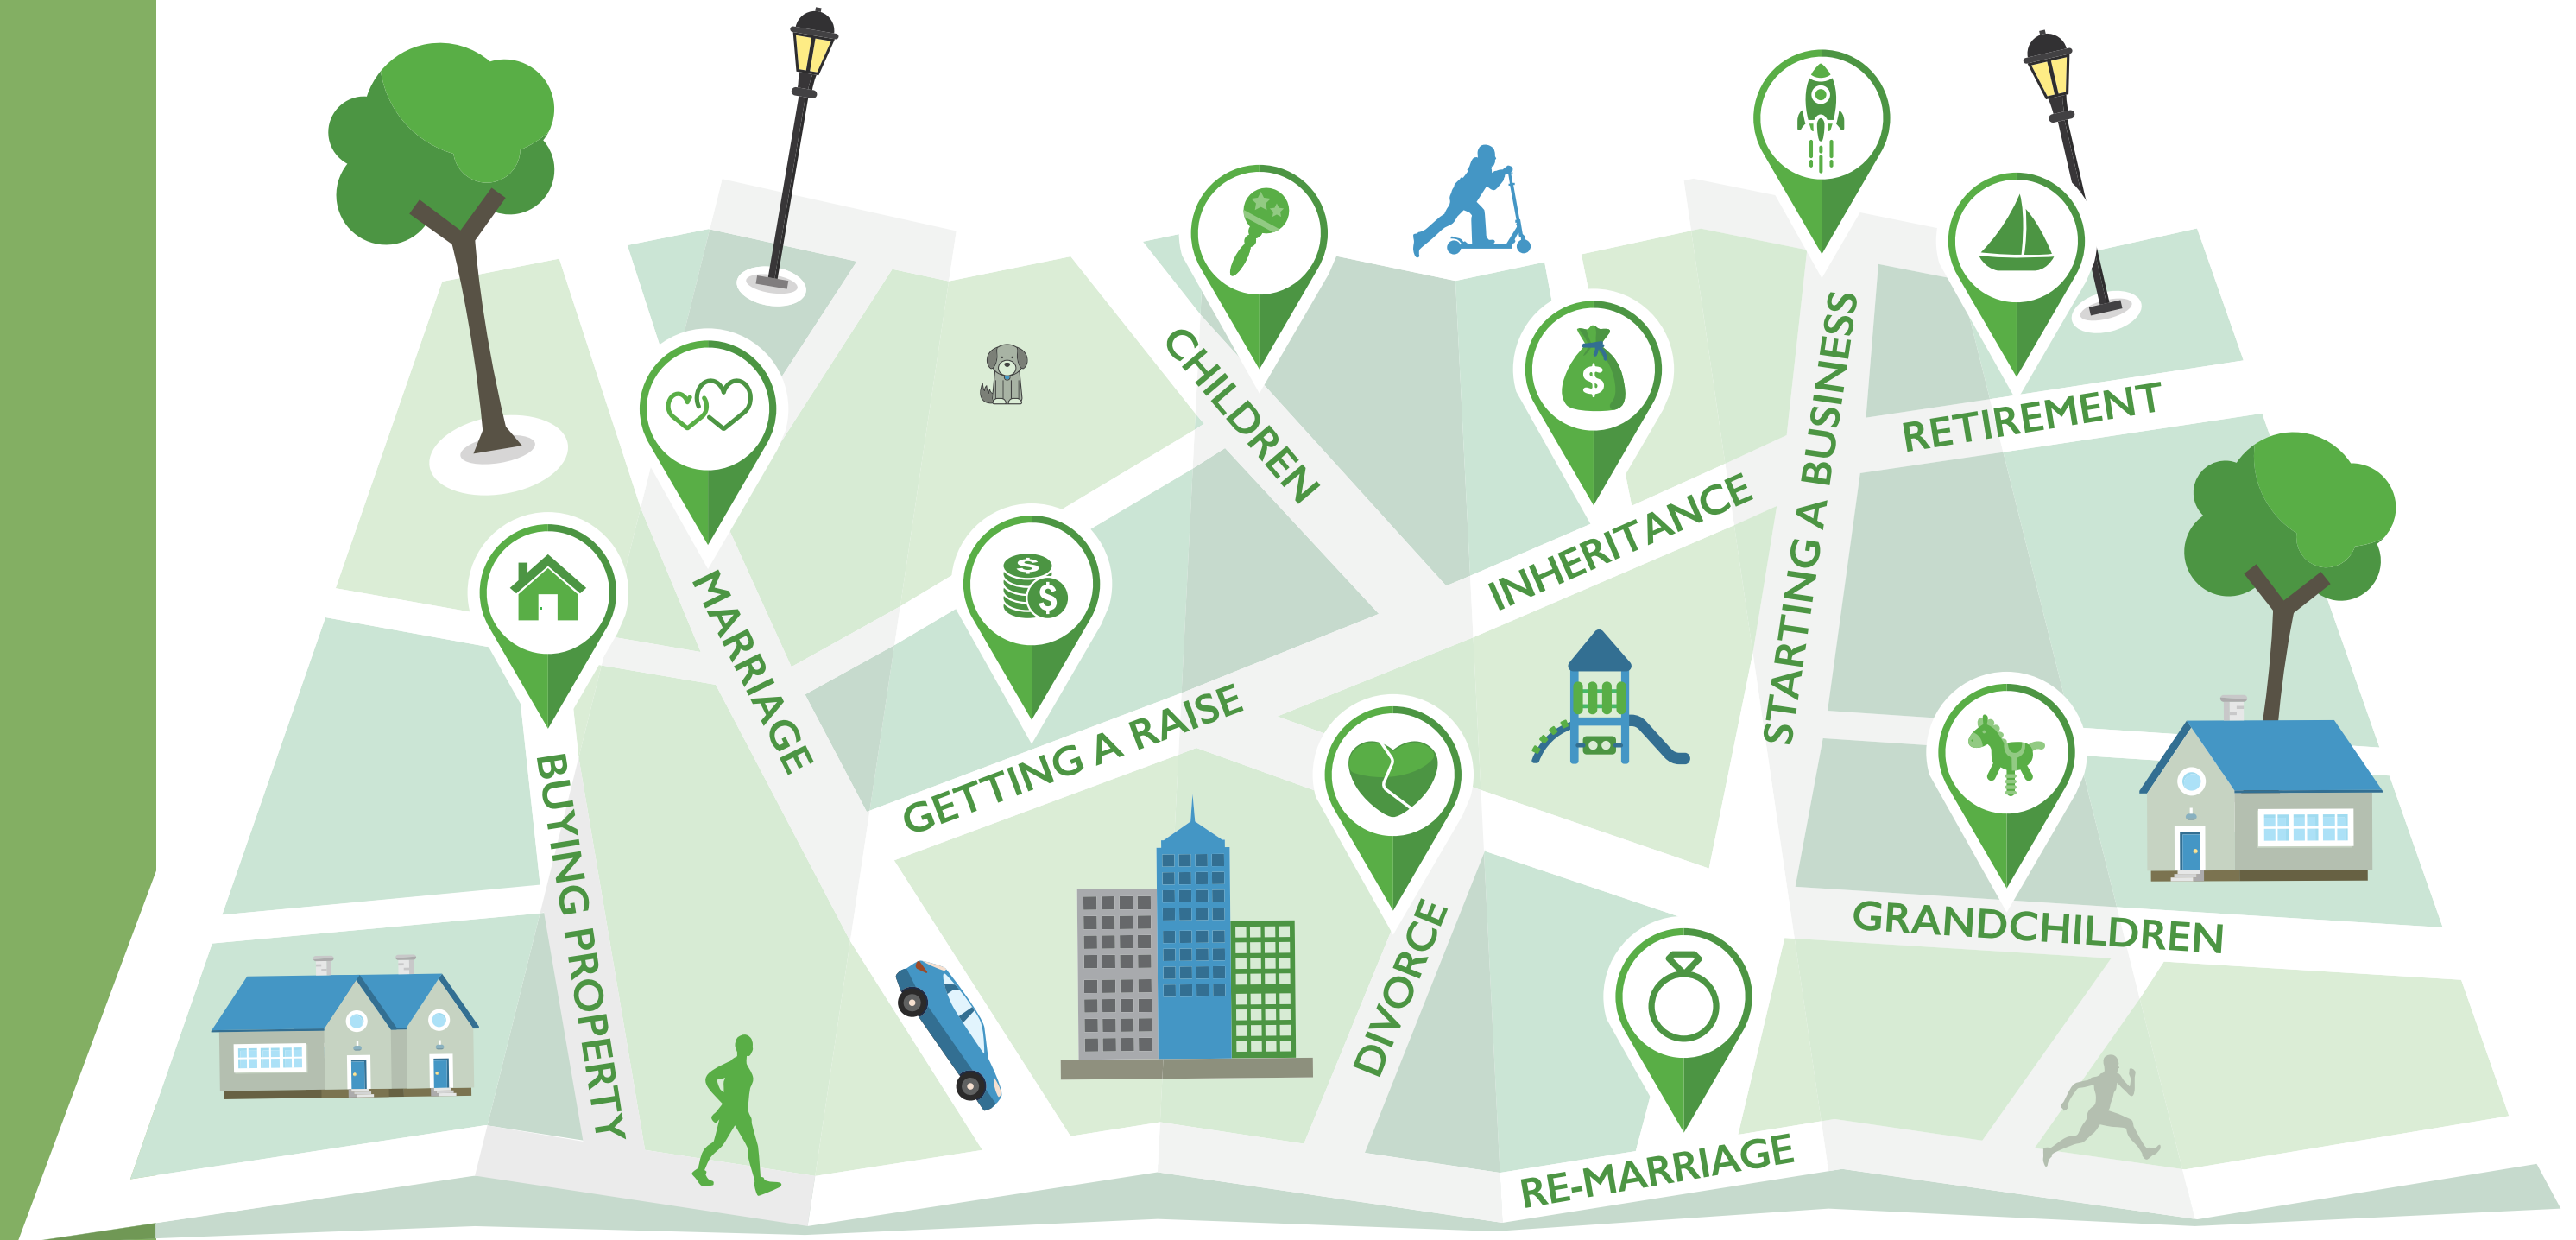 CHILDREN
STARTING A BUSINESS
RETIREMENT
$
INHERITANCE
MARRIAGE
$
$
GETTING A RAISE
BUYING PROPERTY
DIVORCE
GRANDCHILDREN
RE-MARRIAGE